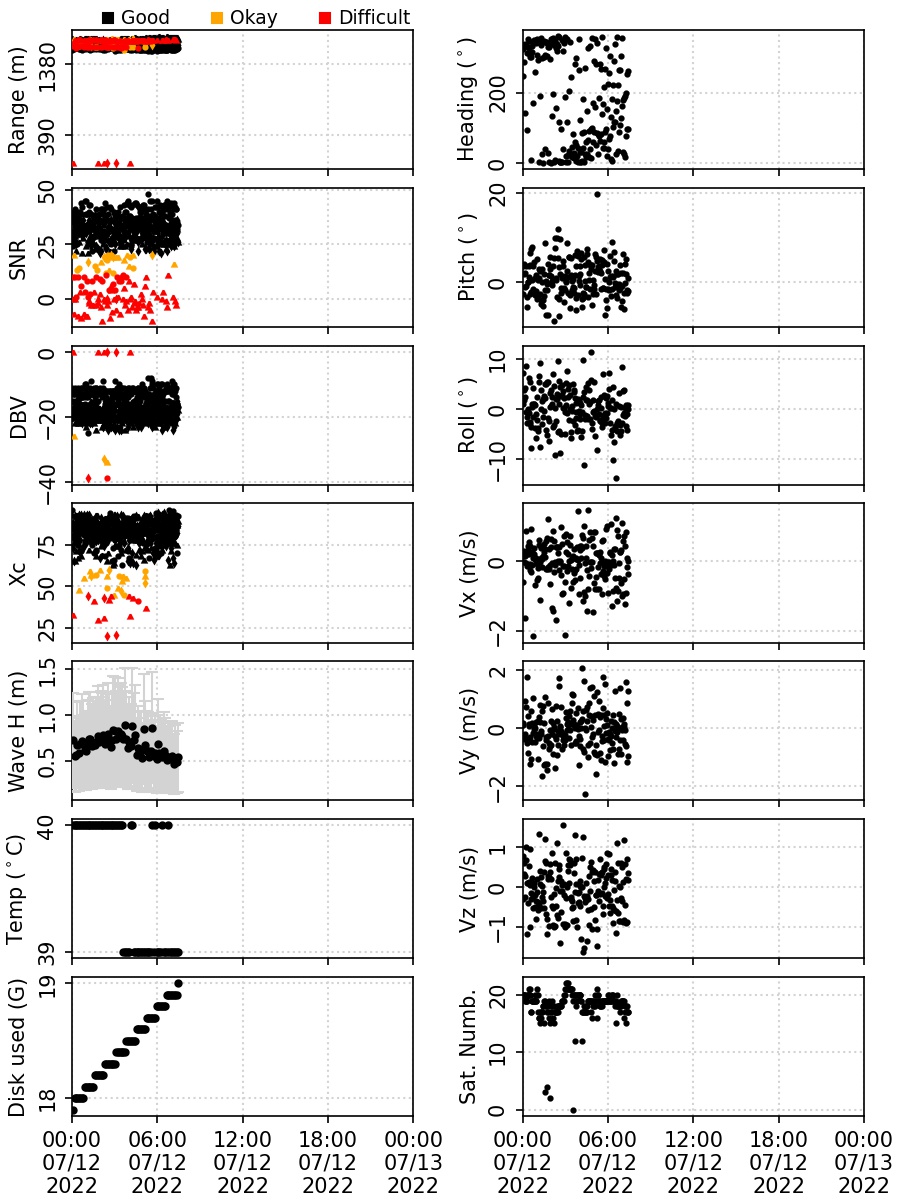 Good Okay Difficult
Range (m)
1380
390
Heading (°)
200
0
SNR
50
25
0
Pitch (°)
20
0
DBV
0
−20
−40
Roll (°)
10
0
−10
Xc
75
50
25
Vx (m/s)
0
−2
Wave H (m)
1.5
1.0
0.5
Vy (m/s)
2
0
−2
Temp (°C)
40
39
Vz (m/s)
1
0
−1
Disk used (G)
19
18
Sat. Numb.
20
10
0
00:00 06:00 12:00 18:00 00:00
07/12 07/12 07/12 07/12 07/13
2022 2022 2022 2022 2022
00:00 06:00 12:00 18:00 00:00
07/12 07/12 07/12 07/12 07/13
2022 2022 2022 2022 2022